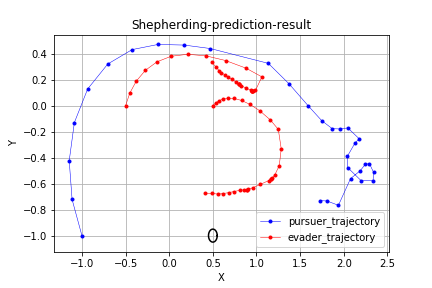 Shepherding-prediction-result
0.4
0.2
0.0
−0.2
−0.4
−0.6
−0.8
−1.0
Y
−1.0 −0.5 0.0 0.5 1.0 1.5 2.0 2.5
X
pursuer_trajectory
evader_trajectory